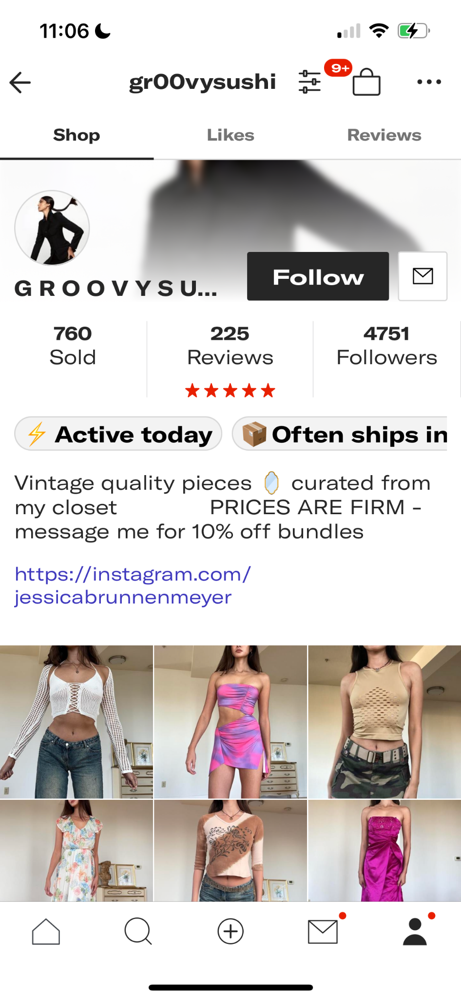 11:06
gr00vysushi
9+
Shop
Likes
Reviews
G R O O V Y S U...
Follow
760
Sold
225
Reviews
4751
Followers
⚡ Active today
📦 Often ships in
Vintage quality pieces 🪞 curated from
my closet PRICES ARE FIRM -
message me for 10% off bundles
https://instagram.com/
jessicabrunnenmeyer